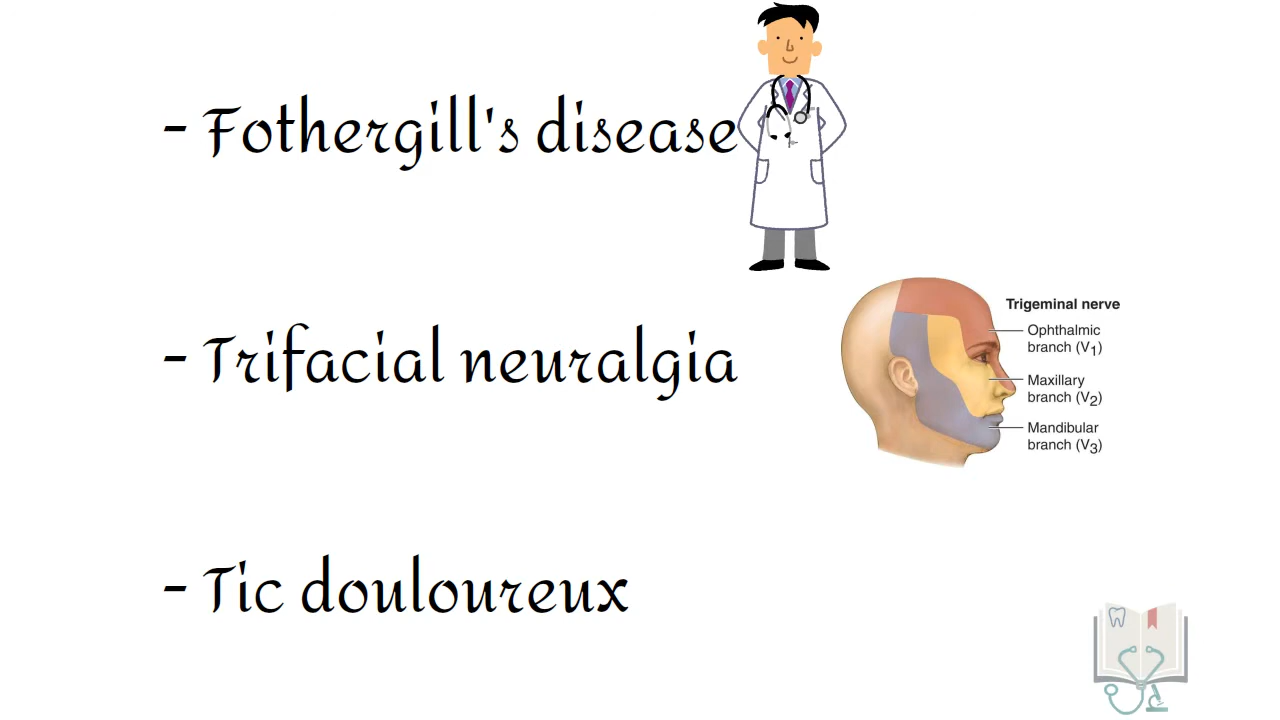 - Fothergill's disease
- Trifacial neuralgia
Trigeminal nerve
Ophthalmic
branch (V1)
Maxillary
branch (V2)
Mandibular
branch (V3)
- Tic douloureux